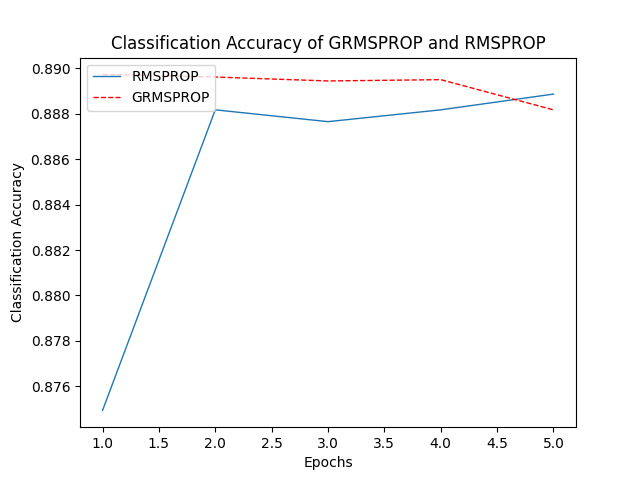 Classification Accuracy of GRMSPROP and RMSPROP
RMSPROP
GRMSPROP
Classification Accuracy
0.890
0.888
0.886
0.884
0.882
0.880
0.878
0.876
1.0 1.5 2.0 2.5 3.0 3.5 4.0 4.5 5.0
Epochs